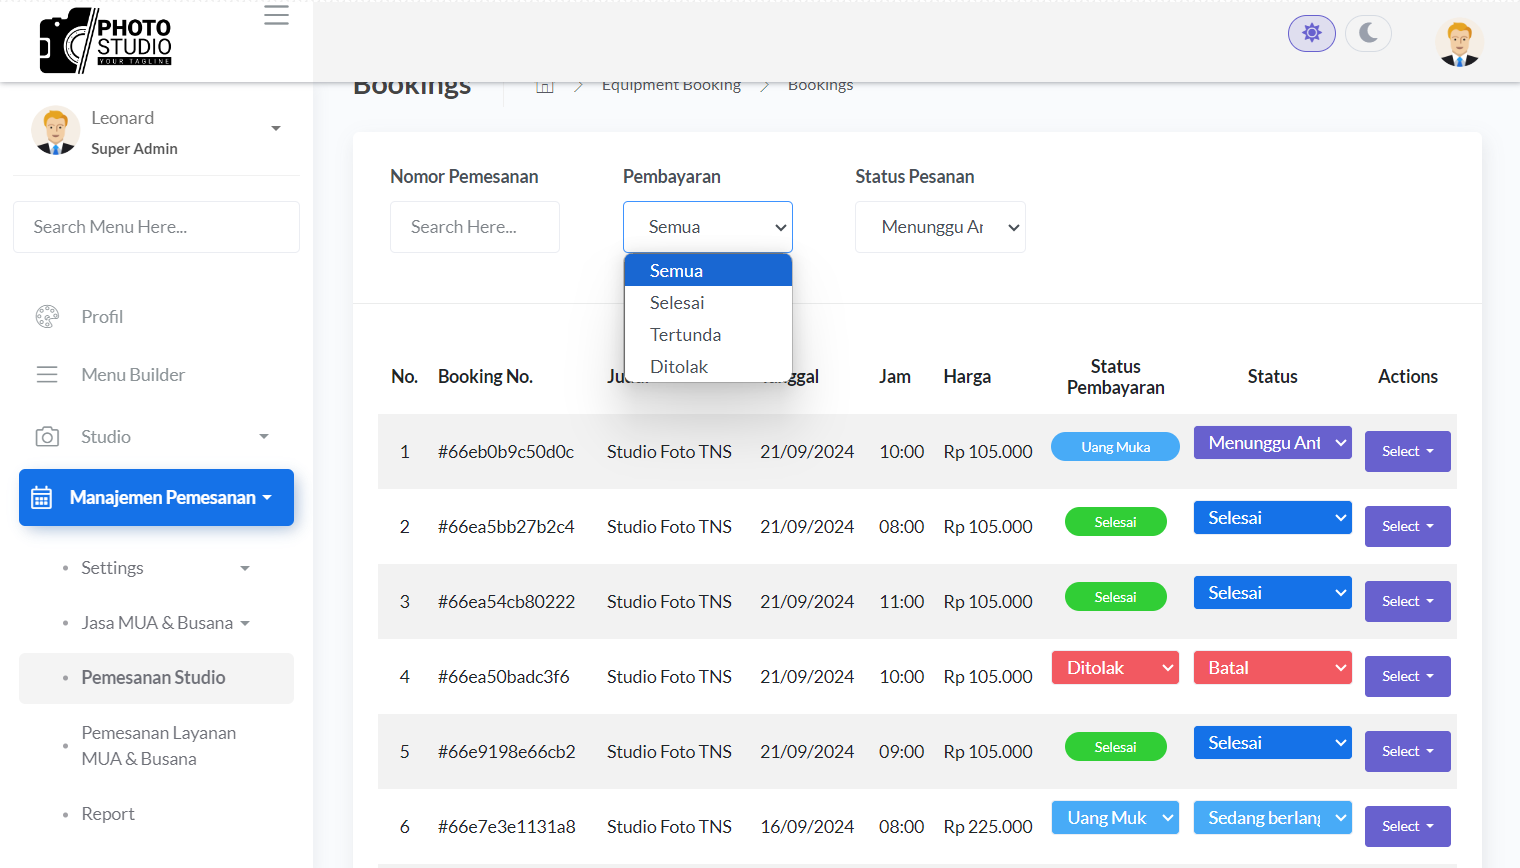 PHOTO
STUDIO
YOUR TAGLINE
Leonard
Super Admin
Search Menu Here...
Profil
Menu Builder
Studio
Manajemen Pemesanan
Settings
Jasa MUA & Busana
Pemesanan Studio
Pemesanan Layanan
MUA & Busana
Report
Bookings
Equipment Booking
Bookings
Nomor Pemesanan Pembayaran Status Pesanan
Search Here... Semua Menunggu Ar
Semua
Selesai
Tertunda
Ditolak
No. Booking No. Jam Harga Status Pembayaran Status Actions
1 #66eb0b9c50d0c Studio Foto TNS 21/09/2024 10:00 Rp 105.000 Uang Muka Menunggu Ant Select
2 #66ea5bb27b2c4 Studio Foto TNS 21/09/2024 08:00 Rp 105.000 Selesai Selesai Select
3 #66ea54cb80222 Studio Foto TNS 21/09/2024 11:00 Rp 105.000 Selesai Selesai Select
4 #66ea50badc3f6 Studio Foto TNS 21/09/2024 10:00 Rp 105.000 Ditolak Batal Select
5 #66e9198e66cb2 Studio Foto TNS 21/09/2024 09:00 Rp 105.000 Selesai Selesai Select
6 #66e7e3e1131a8 Studio Foto TNS 16/09/2024 08:00 Rp 225.000 Uang Muk Sedang berlang Select